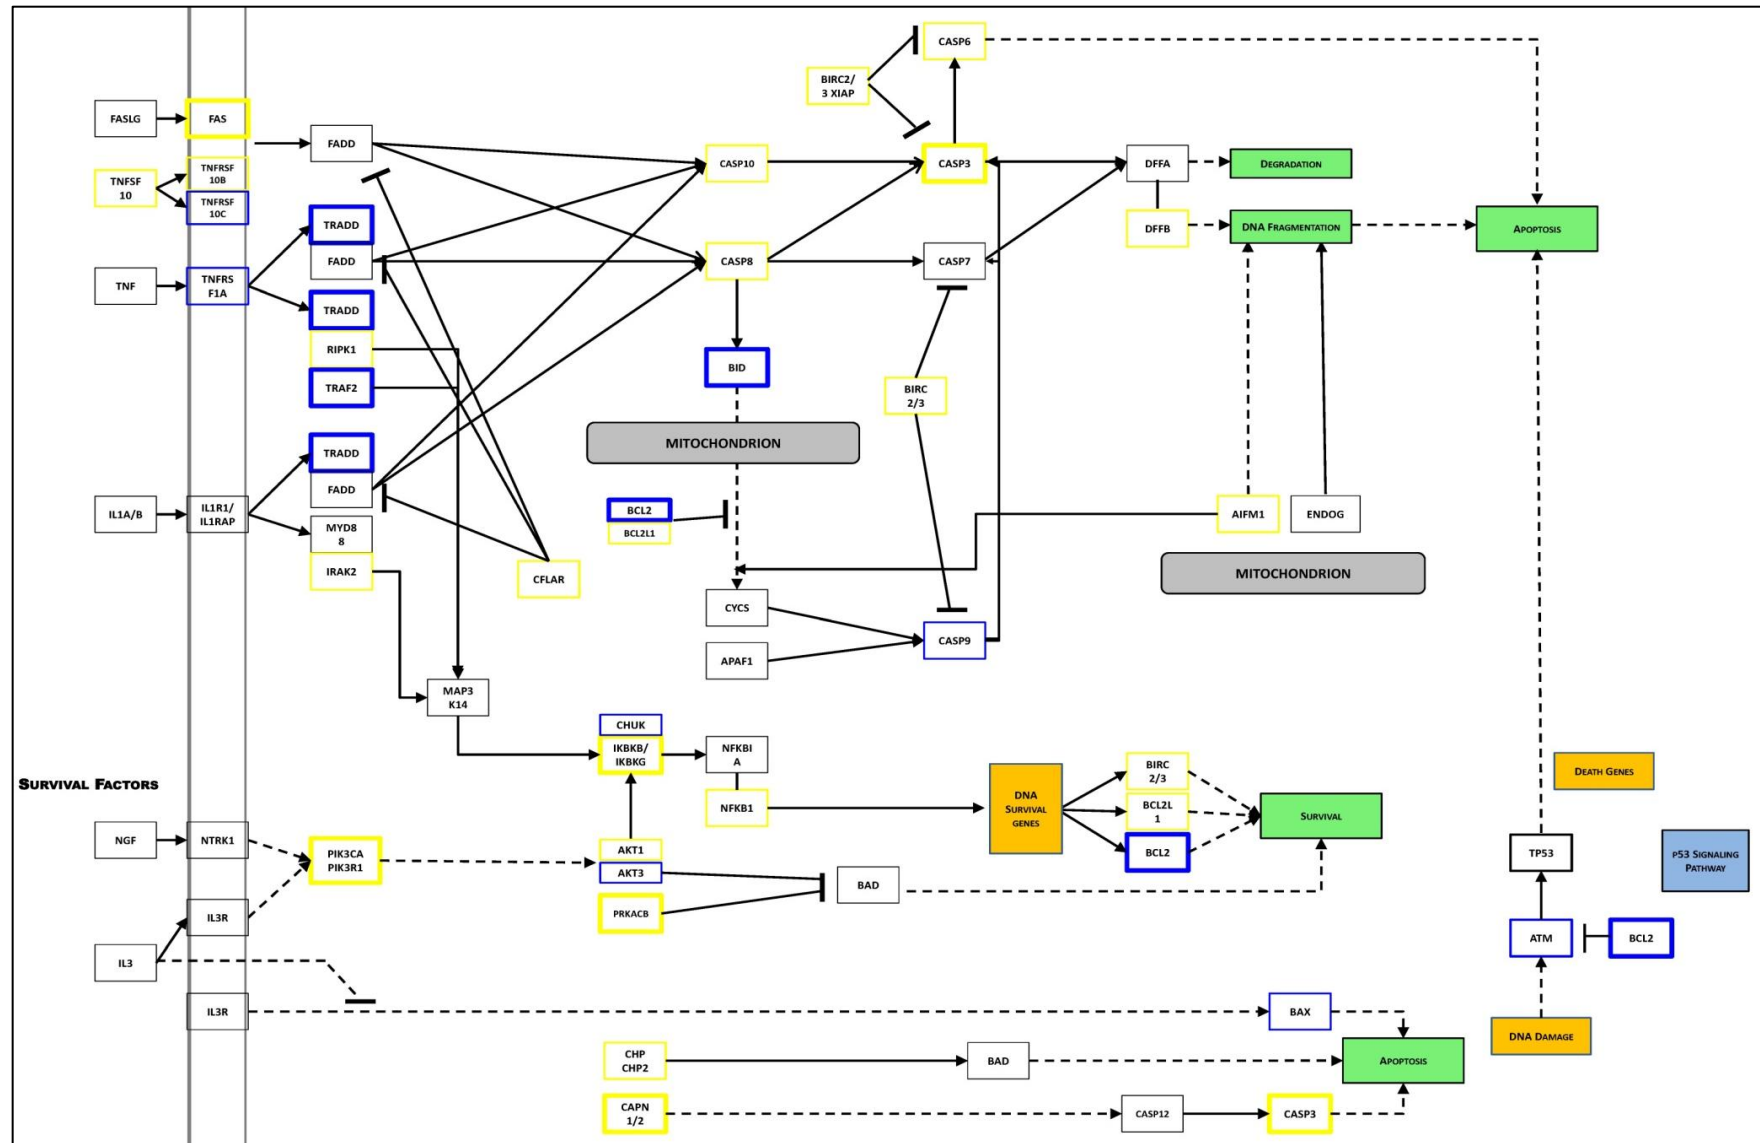 CASP6
BIRC2/
3 XIAP
FASLG
FAS
FADD
TNFRSF
10B
TNFSF
10
TNFRSF
10C
CASP10
CASP3
DFFA
DEGRADATION
TRADD
FADD
DFFB
DNA FRAGMENTATION
APOPTOSIS
CASP8
CASP7
TNF
TNFRS
F1A
TRADD
RIPK1
TRAF2
BID
BIRC
2/3
MITOCHONDRION
TRADD
FADD
IL1A/B
IL1R1/
IL1RAP
MYD8
8
IRAK2
BCL2
BCL2L1
CFLAR
AIFM1
ENDOG
MITOCHONDRION
CYCS
CASP9
APAF1
MAP3
K14
CHUK
IKBKB/
IKBKG
NFKBI
A
NFKB1
DNA
SURVIVAL
GENES
BIRC
2/3
BCL2L
1
BCL2
SURVIVAL
DEATH GENES
SURVIVAL FACTORS
NGF
NTRK1
PIK3CA
PIK3R1
AKT1
AKT3
PRKACB
BAD
TP53
P53 SIGNALING
PATHWAY
IL3R
IL3
ATM
BCL2
IL3R
BAX
DNA DAMAGE
CHP
CHP2
BAD
APOPTOSIS
CAPN
1/2
CASP12
CASP3